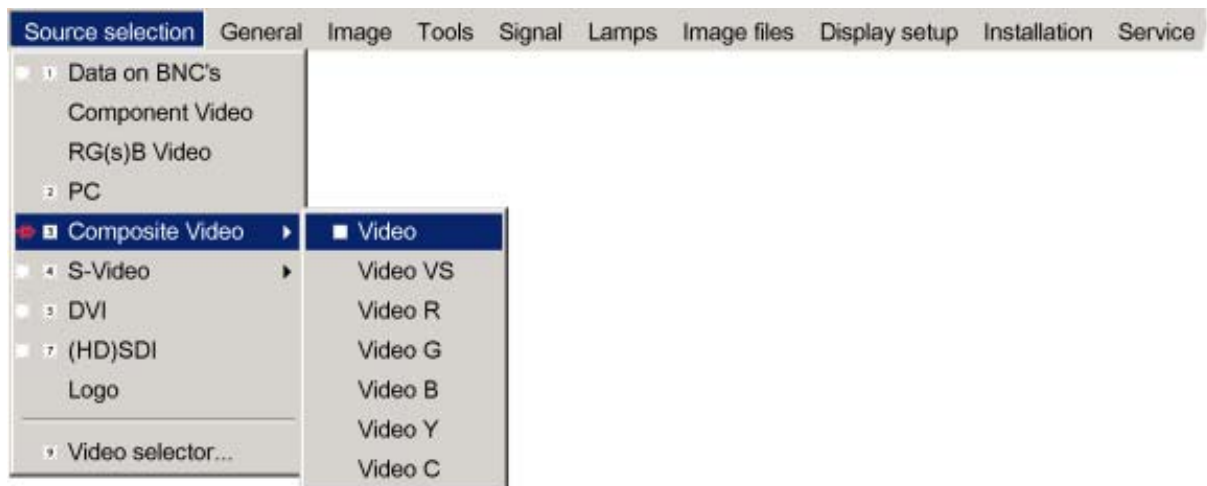 Source selection General Image Tools Signal Lamps Image files Display setup Installation Service
1 Data on BNC's
Component Video
RG(s)B Video
2 PC
3 Composite Video
4 S-Video
5 DVI
7 (HD)SDI
Logo
9 Video selector...
Video
Video VS
Video R
Video G
Video B
Video Y
Video C